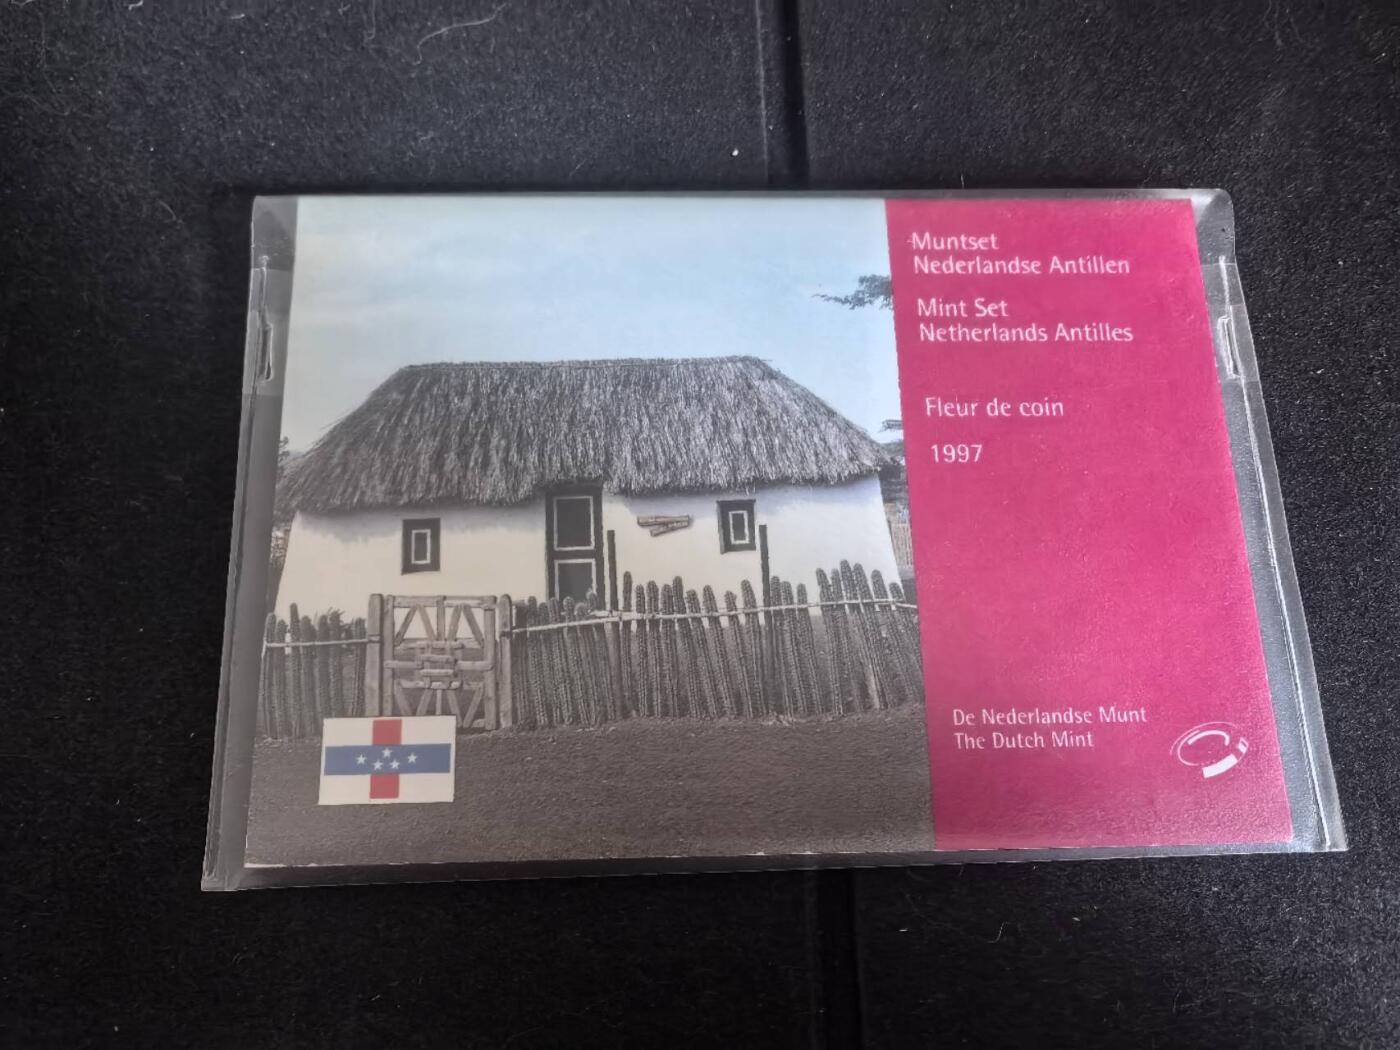 Muntset
Nederlandse Antillen
Mint Set
Netherlands Antilles
Fleur de coin
1997
De Nederlandse Munt
The Dutch Mint